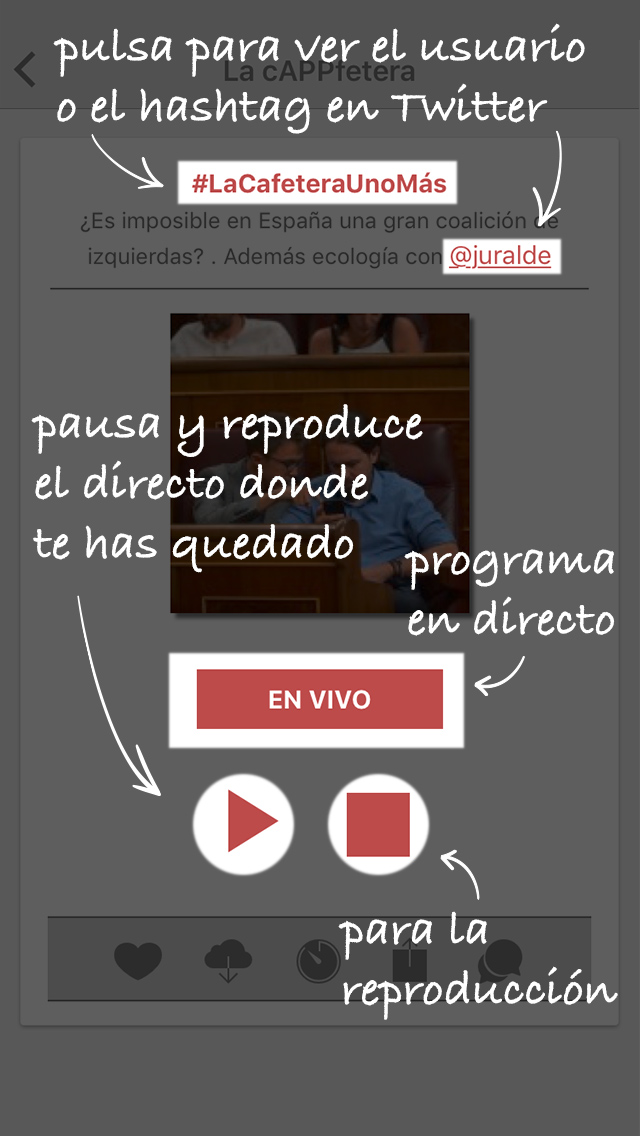 pulsa para ver el usuario
La cAPPfetera
o el hashtag en Twitter
#LaCafeteraUnoMás
¿Es imposible en España una gran coalición de
izquierdas? . Además ecología con @juralde
pausa y reproduce
el directo donde
te has quedado
programa
en directo
EN VIVO
para la
reproducción